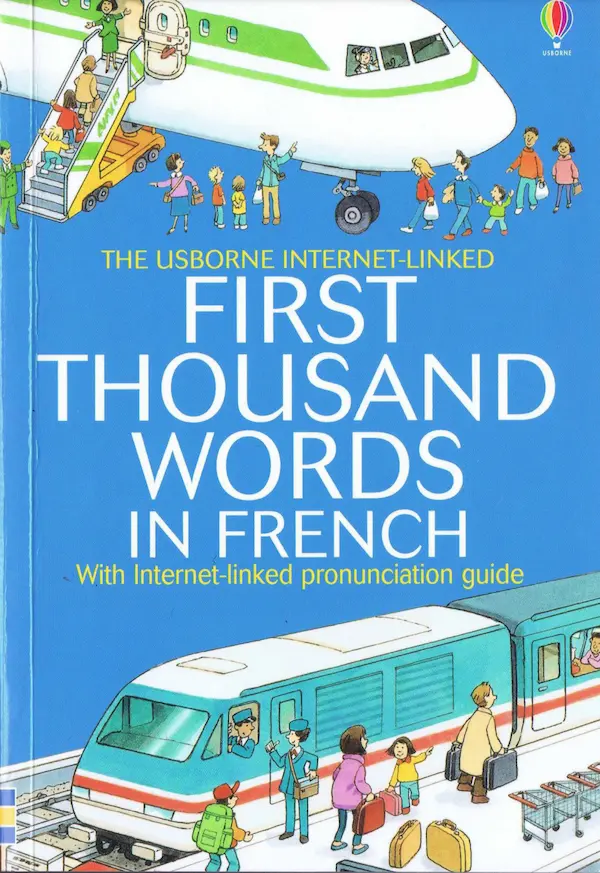 USBORNE
THE USBORNE INTERNET-LINKED
FIRST
THOUSAND
WORDS
IN FRENCH
With Internet-linked pronunciation guide